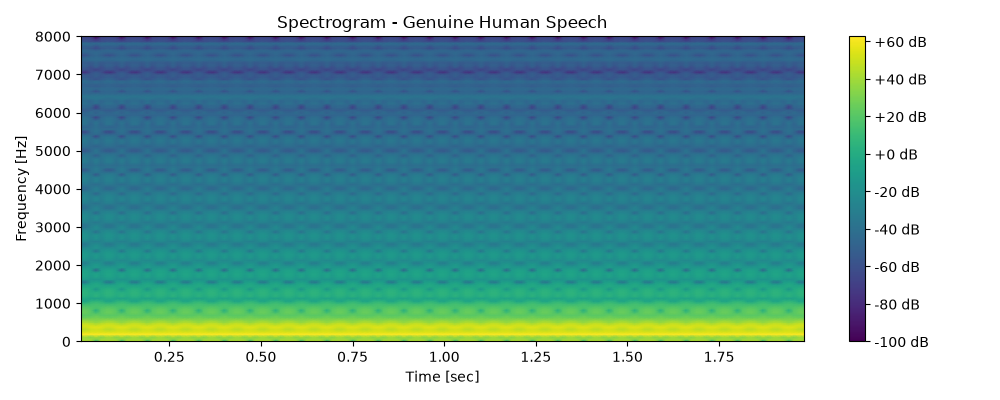 Spectrogram - Genuine Human Speech
8000
7000
6000
5000
4000
3000
2000
1000
0
Frequency [Hz]
0.25 0.50 0.75 1.00 1.25 1.50 1.75
Time [sec]
+60 dB
+40 dB
+20 dB
+0 dB
-20 dB
-40 dB
-60 dB
-80 dB
-100 dB